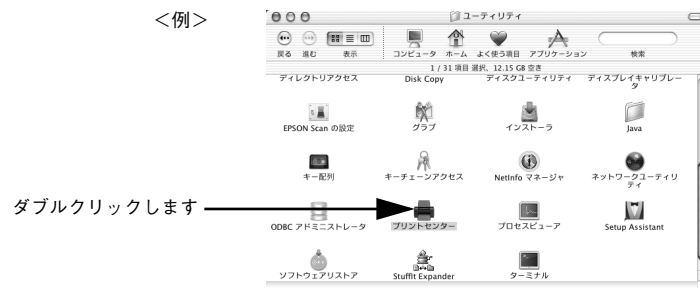 ＜例＞
ユーティリティ
戻る 進む 表示 コンピュータ ホーム よく使う項目 アプリケーション 検索
1 / 31 項目 選択、12.15 GB 空き
ディレクトリアクセス Disk Copy ディスクユーティリティ ディスプレイキャリブレー
タ
EPSON Scan の設定 グラブ インストーラ Java
キー配列 キーチェーンアクセス NetInfo マネージャ ネットワークユーティリ
ティ
ダブルクリックします
ODBC アドミニストレータ プリントセンター プロセスビューア Setup Assistant
ソフトウェアリストア StuffIt Expander ターミナル